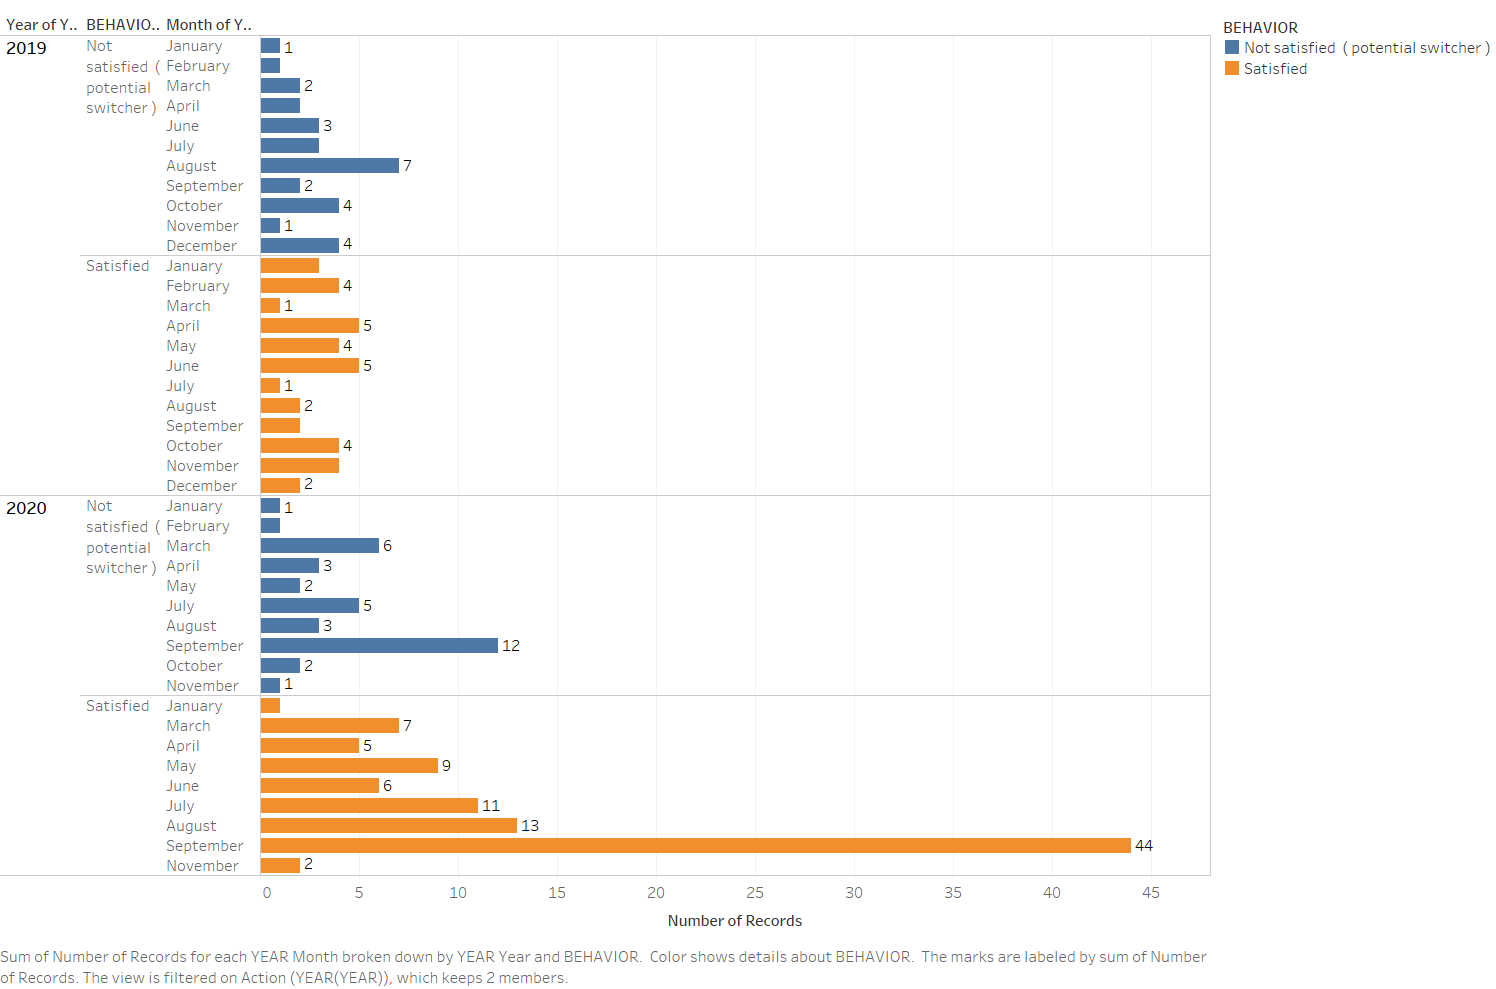 Year of Y.. BEHAVIO.. Month of Y..
BEHAVIOR
Not satisfied ( potential switcher )
Satisfied
2019
Not satisfied ( potential switcher )
January 1
February
March 2
April
June 3
July
August 7
September 2
October 4
November 1
December 4
Satisfied
January
February 4
March 1
April 5
May 4
June 5
July 1
August 2
September
October 4
November
December 2
2020
Not satisfied ( potential switcher )
January 1
February
March 6
April 3
May 2
July 5
August 3
September 12
October 2
November 1
Satisfied
January
March 7
April 5
May 9
June 6
July 11
August 13
September 44
November 2
0 5 10 15 20 25 30 35 40 45
Number of Records
Sum of Number of Records for each YEAR Month broken down by YEAR Year and BEHAVIOR. Color shows details about BEHAVIOR. The marks are labeled by sum of Number
of Records. The view is filtered on Action (YEAR(YEAR)), which keeps 2 members.